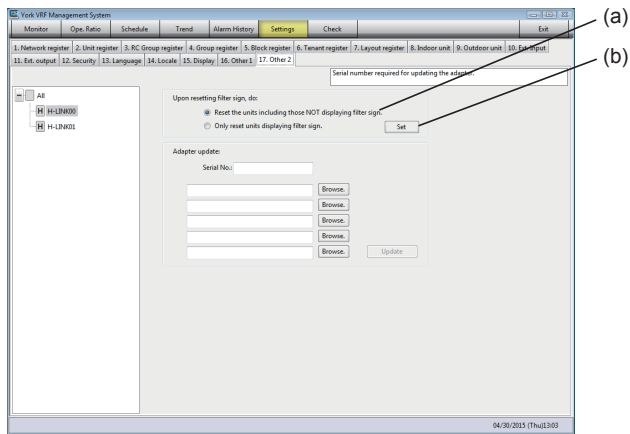 York VRF Management System
Monitor Ope. Ratio Schedule Trend Alarm History Settings Check Exit
1. Network register 2. Unit register 3. RC Group register 4. Group register 5. Block register 6. Tenant register 7. Layout register 8. Indoor unit 9. Outdoor unit 10. Ext. input
11. Ext. output 12. Security 13. Language 14. Locale 15. Display 16. Other 1 17. Other 2
Serial number required for updating the adapter.
All
H H-LINK00
H H-LINK01
Upon resetting filter sign, do:
Reset the units including those NOT displaying filter sign.
Only reset units displaying filter sign.
Set
Adapter update:
Serial No.:
Browse.
Browse.
Browse.
Browse.
Browse. Update
04/30/2015 (Thu)13:03
(a)
(b)